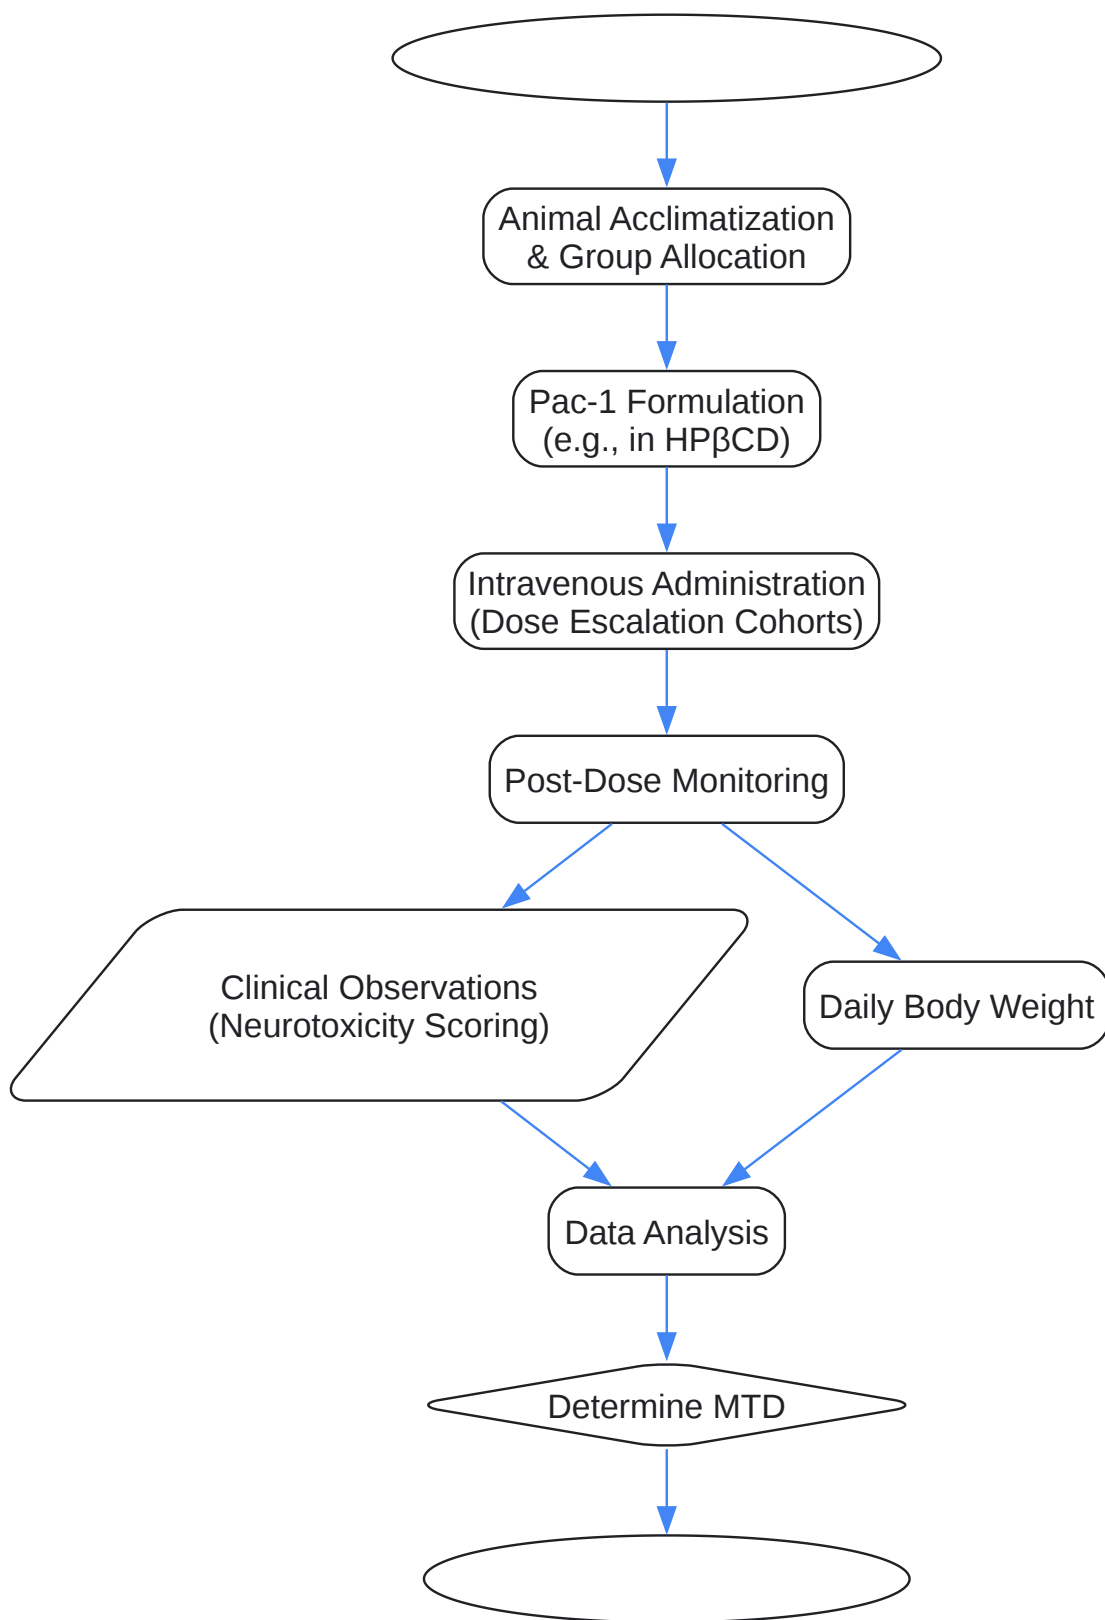 Animal Acclimatization
& Group Allocation
Pac-1 Formulation
(e.g., in HPβCD)
Intravenous Administration
(Dose Escalation Cohorts)
Post-Dose Monitoring
Clinical Observations
(Neurotoxicity Scoring)
Daily Body Weight
Data Analysis
Determine MTD